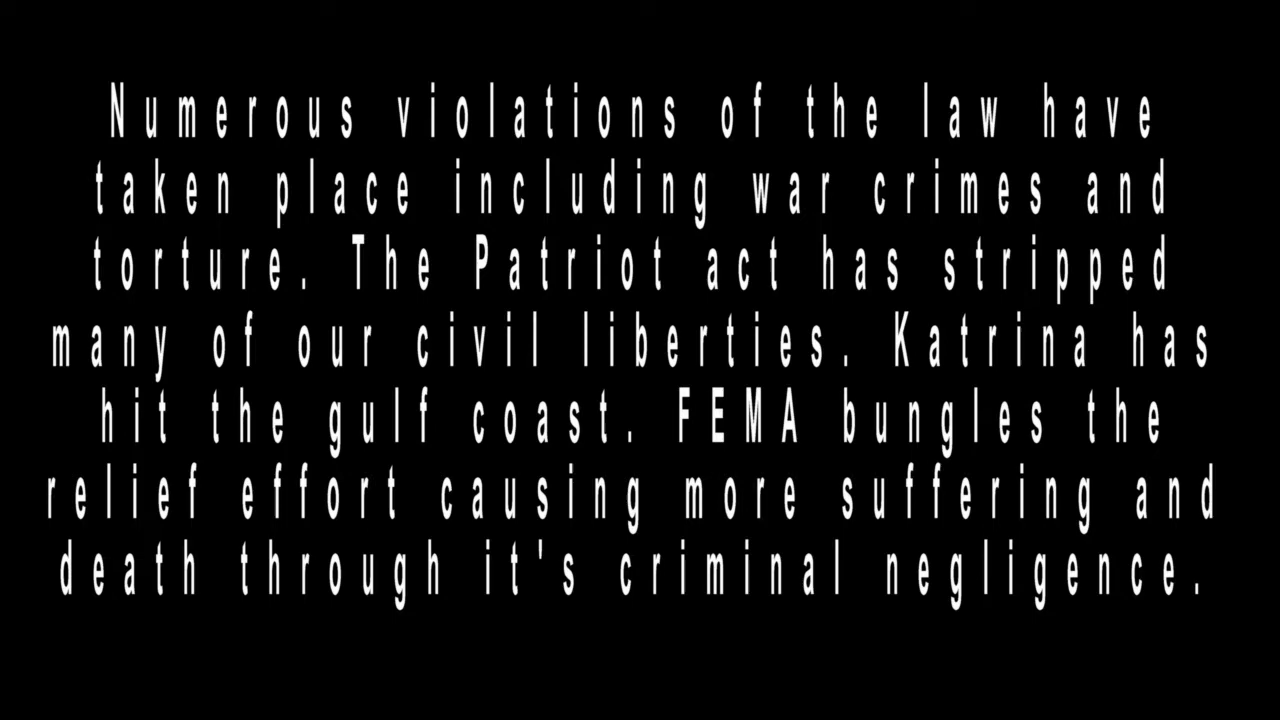 Numerous violations of the law have
taken place including war crimes and
torture. The Patriot act has stripped
many of our civil liberties. Katrina has
hit the gulf coast. FEMA bungles the
relief effort causing more suffering and
death through it's criminal negligence.